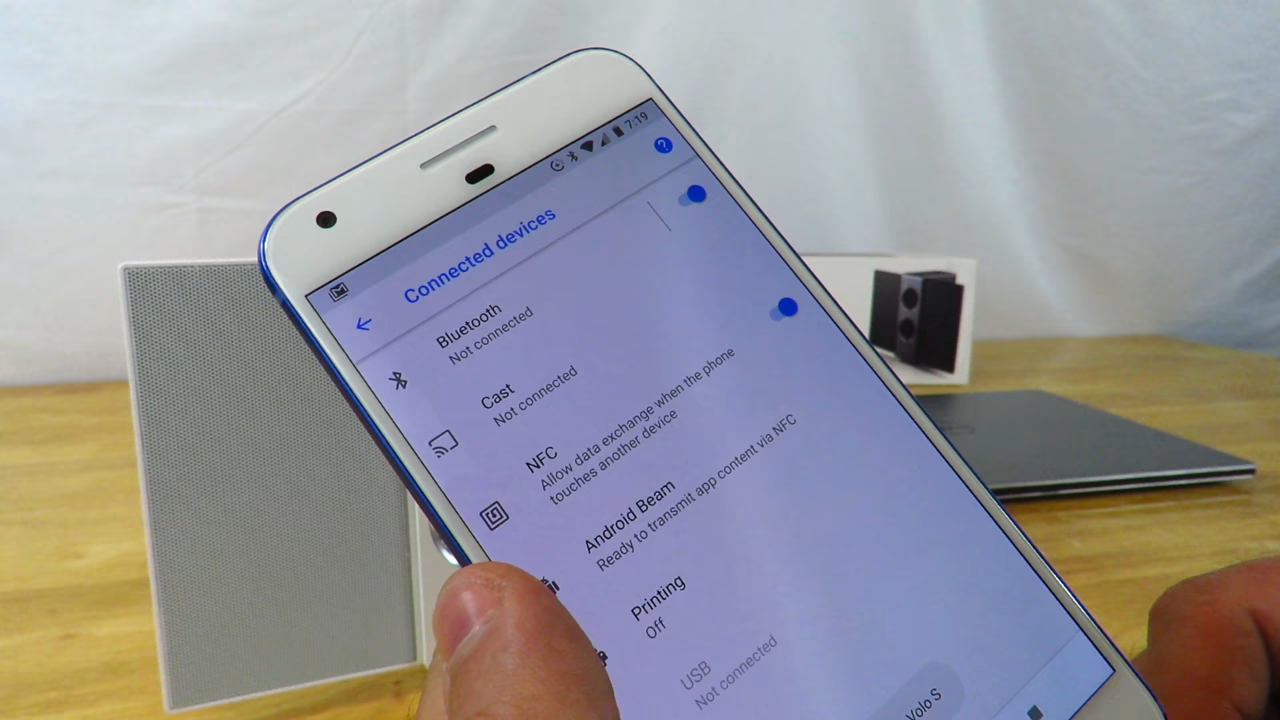 7:19
?
Connected devices
Bluetooth
Not connected
Cast
Not connected
NFC
Allow data exchange when the phone
touches another device
Android Beam
Ready to transmit app content via NFC
Printing
Off
USB
Not connected
Volo S